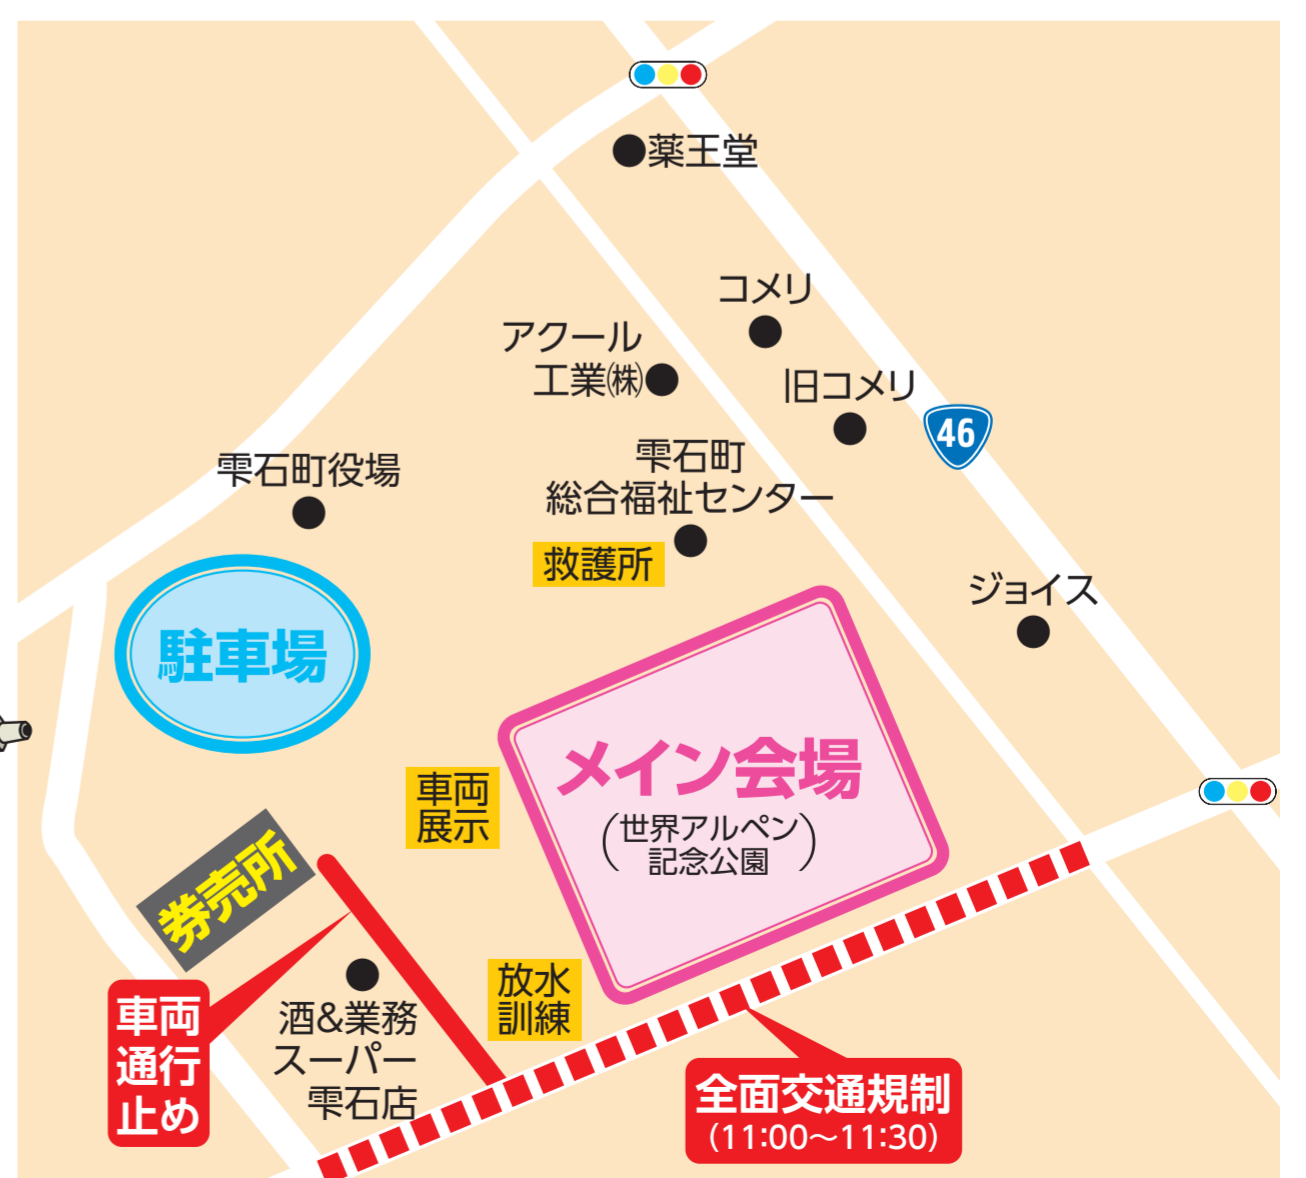 薬王堂
コメリ
アクール
工業㈱
旧コメリ
46
雫石町役場
雫石町
総合福祉センター
救護所
ジョイス
駐車場
メイン会場
(世界アルペン
記念公園)
車両
展示
券売所
放水
訓練
車両
通行
止め
酒&業務
スーパー
雫石店
全面交通規制
(11:00〜11:30)